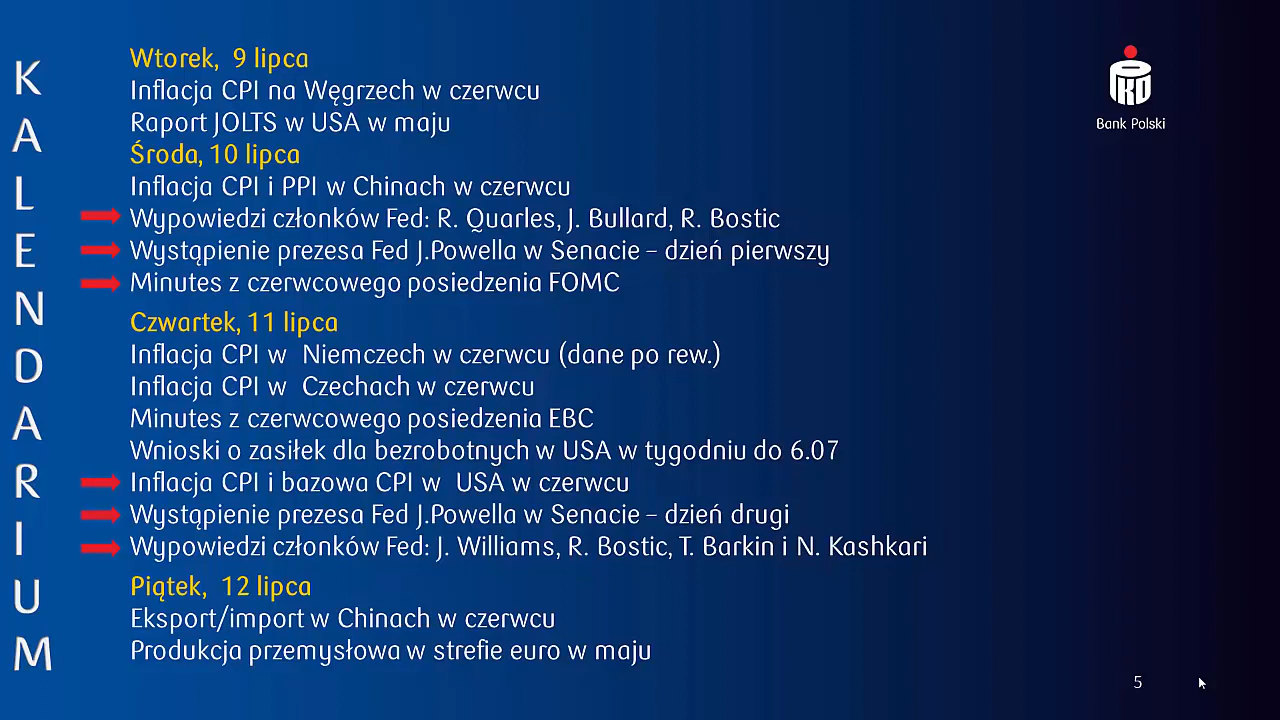 KALENDARIUM
Wtorek, 9 lipca
Inflacja CPI na Węgrzech w czerwcu
Raport JOLTS w USA w maju
Środa, 10 lipca
Inflacja CPI i PPI w Chinach w czerwcu
Wypowiedzi członków Fed: R. Quarles, J. Bullard, R. Bostic
Wystąpienie prezesa Fed J.Powella w Senacie – dzień pierwszy
Minutes z czerwcowego posiedzenia FOMC
Czwartek, 11 lipca
Inflacja CPI w Niemczech w czerwcu (dane po rew.)
Inflacja CPI w Czechach w czerwcu
Minutes z czerwcowego posiedzenia EBC
Wnioski o zasiłek dla bezrobotnych w USA w tygodniu do 6.07
Inflacja CPI i bazowa CPI w USA w czerwcu
Wystąpienie prezesa Fed J.Powella w Senacie – dzień drugi
Wypowiedzi członków Fed: J. Williams, R. Bostic, T. Barkin i N. Kashkari
Piątek, 12 lipca
Eksport/import w Chinach w czerwcu
Produkcja przemysłowa w strefie euro w maju
PKO
Bank Polski
5